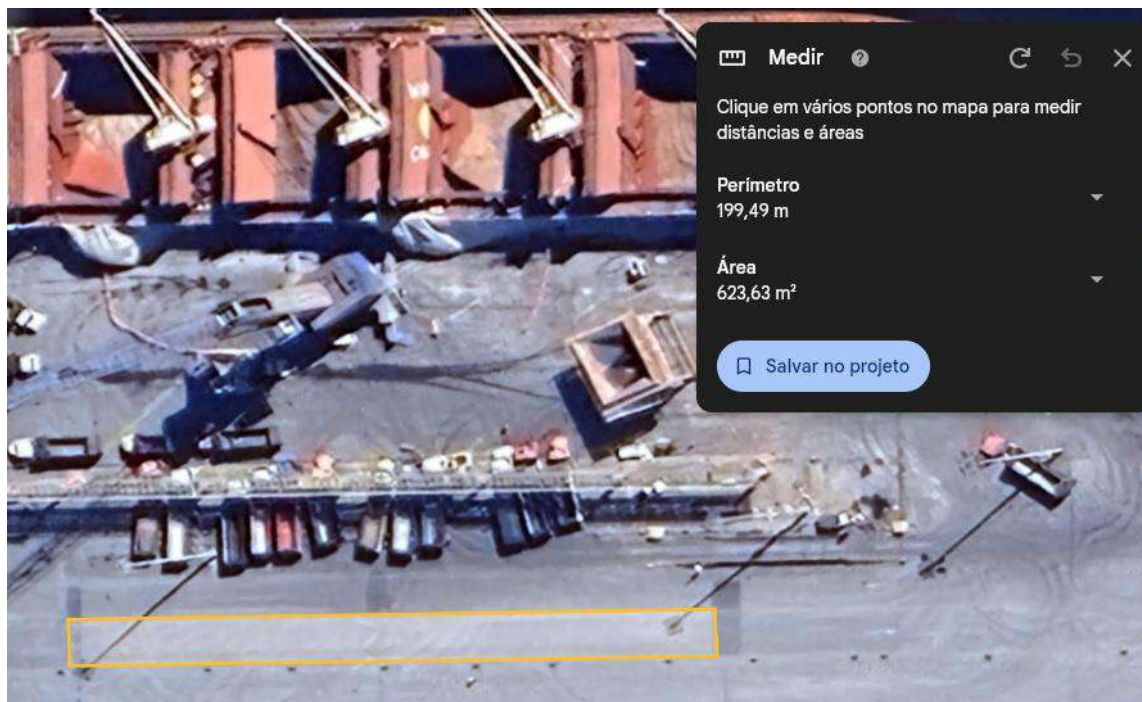 Medir
Clique em vários pontos no mapa para medir
distâncias e áreas
Perímetro
199,49 m
Área
623,63 m²
Salvar no projeto